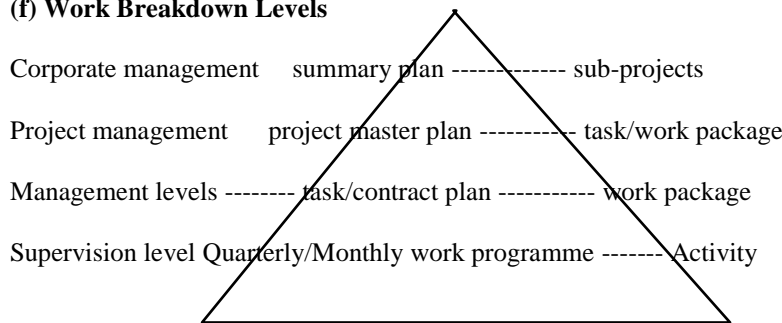 (f) Work Breakdown Levels
Corporate management summary plan ------------- sub-projects
Project management project master plan ----------- task/work package
Management levels -------- task/contract plan ----------- work package
Supervision level Quarterly/Monthly work programme ------- Activity